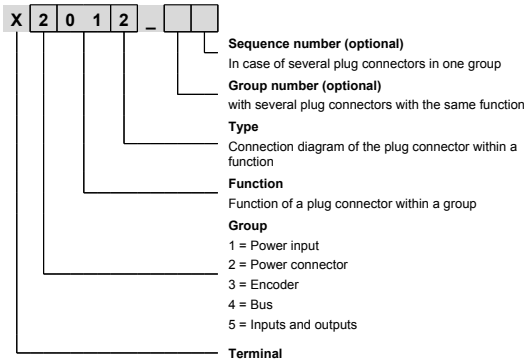 X 2 0 1 2 _
Sequence number (optional)
In case of several plug connectors in one group
Group number (optional)
with several plug connectors with the same function
Type
Connection diagram of the plug connector within a
function
Function
Function of a plug connector within a group
Group
1 = Power input
2 = Power connector
3 = Encoder
4 = Bus
5 = Inputs and outputs
Terminal